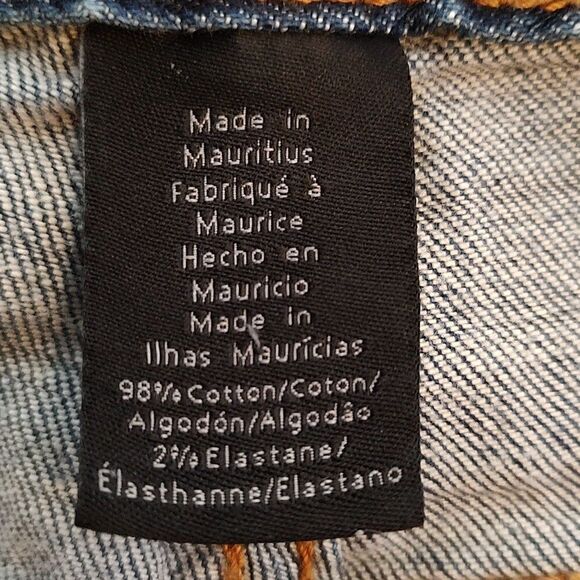 Made in
Mauritius
Fabriqué à
Maurice
Hecho en
Mauricio
Made in
Ilhas Maurícias
98% Cotton/Coton/
Algodón/Algodâo
2% Elastane/
Élasthanne/Elastano